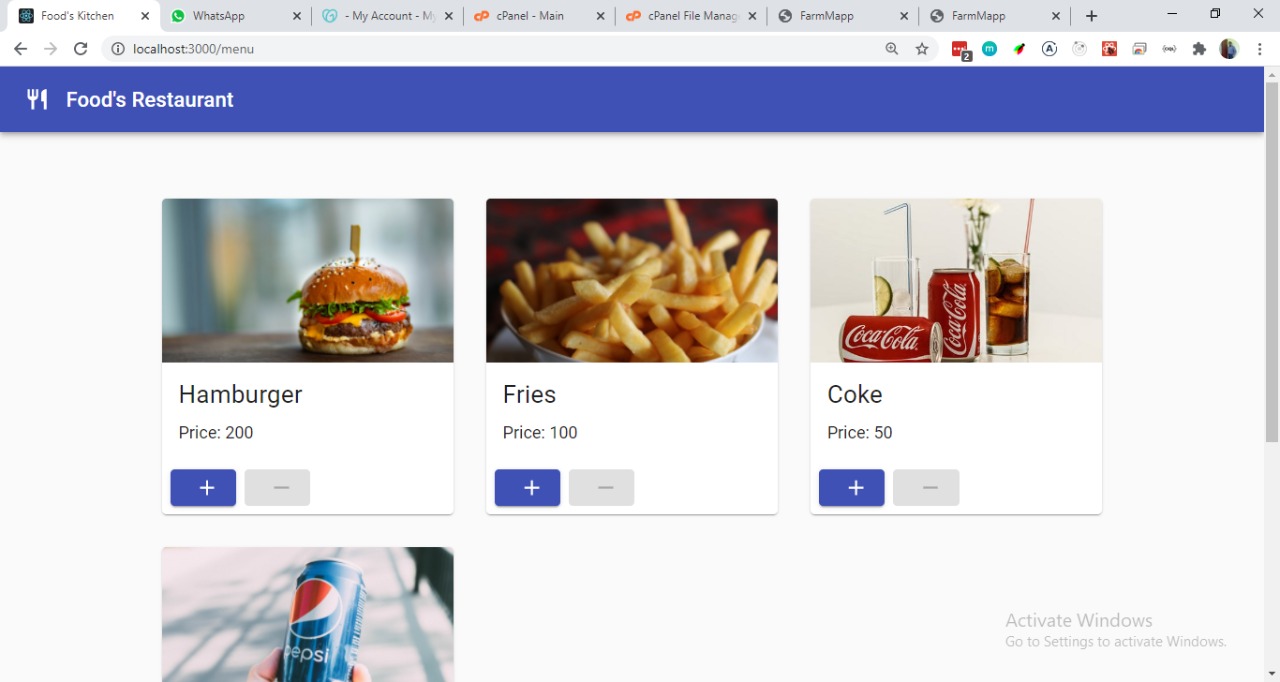 Food's Kitchen
WhatsApp
- My Account - My
cPanel - Main
cPanel File Manag
FarmMapp
FarmMapp
localhost:3000/menu
2
Food's Restaurant
Coca-Cola
Coca-Cola
Hamburger
Fries
Coke
Price: 200
Price: 100
Price: 50
pepsi
Activate Windows
Go to Settings to activate Windows.